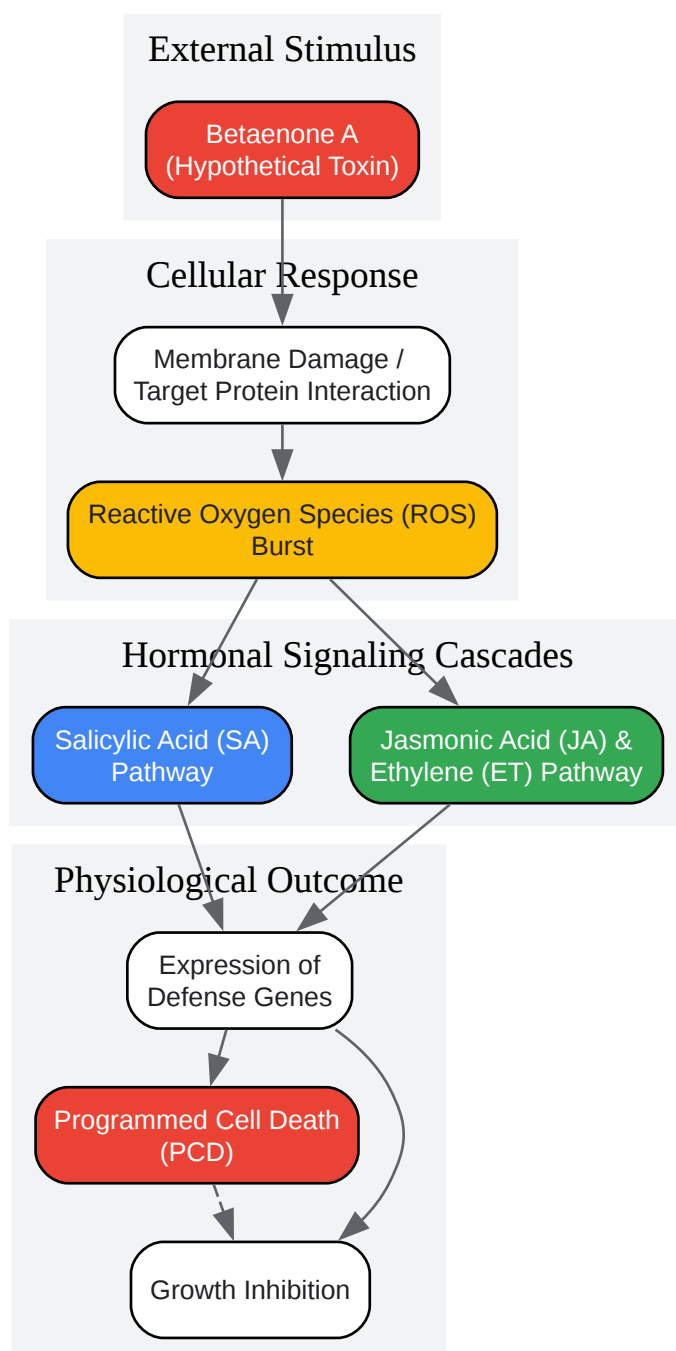 External Stimulus
Betaenone A
(Hypothetical Toxin)
Cellular Response
Membrane Damage /
Target Protein Interaction
Reactive Oxygen Species (ROS)
Burst
Hormonal Signaling Cascades
Salicylic Acid (SA)
Pathway
Jasmonic Acid (JA) &
Ethylene (ET) Pathway
Physiological Outcome
Expression of
Defense Genes
Programmed Cell Death
(PCD)
Growth Inhibition